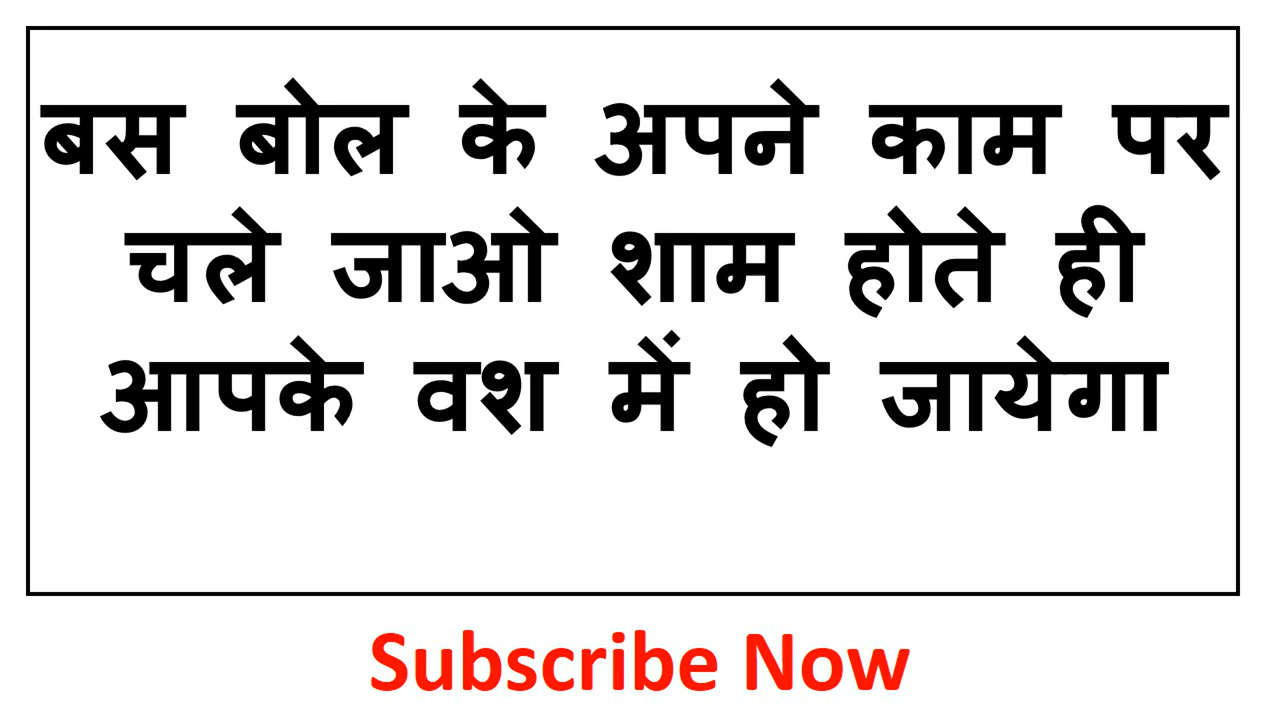 बस बोल के अपने काम पर
चले जाओ शाम होते ही
आपके वश में हो जायेगा
Subscribe Now